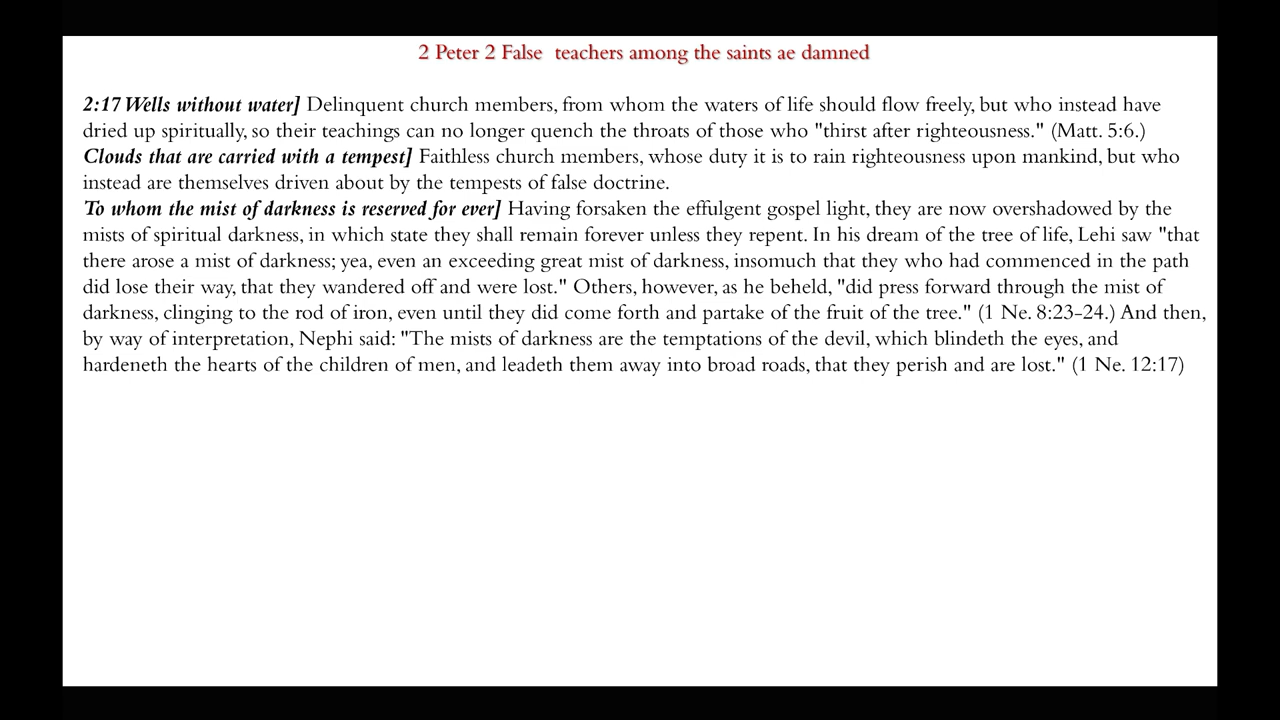 2 Peter 2 False  teachers among the saints ae damned
2:17 Wells without water] Delinquent church members, from whom the waters of life should flow freely, but who instead have
dried up spiritually, so their teachings can no longer quench the throats of those who "thirst after righteousness." (Matt. 5:6.)
Clouds that are carried with a tempest] Faithless church members, whose duty it is to rain righteousness upon mankind, but who
instead are themselves driven about by the tempests of false doctrine.
To whom the mist of darkness is reserved for ever] Having forsaken the effulgent gospel light, they are now overshadowed by the
mists of spiritual darkness, in which state they shall remain forever unless they repent. In his dream of the tree of life, Lehi saw "that
there arose a mist of darkness; yea, even an exceeding great mist of darkness, insomuch that they who had commenced in the path
did lose their way, that they wandered off and were lost." Others, however, as he beheld, "did press forward through the mist of
darkness, clinging to the rod of iron, even until they did come forth and partake of the fruit of the tree." (1 Ne. 8:23-24.) And then,
by way of interpretation, Nephi said: "The mists of darkness are the temptations of the devil, which blindeth the eyes, and
hardeneth the hearts of the children of men, and leadeth them away into broad roads, that they perish and are lost." (1 Ne. 12:17)